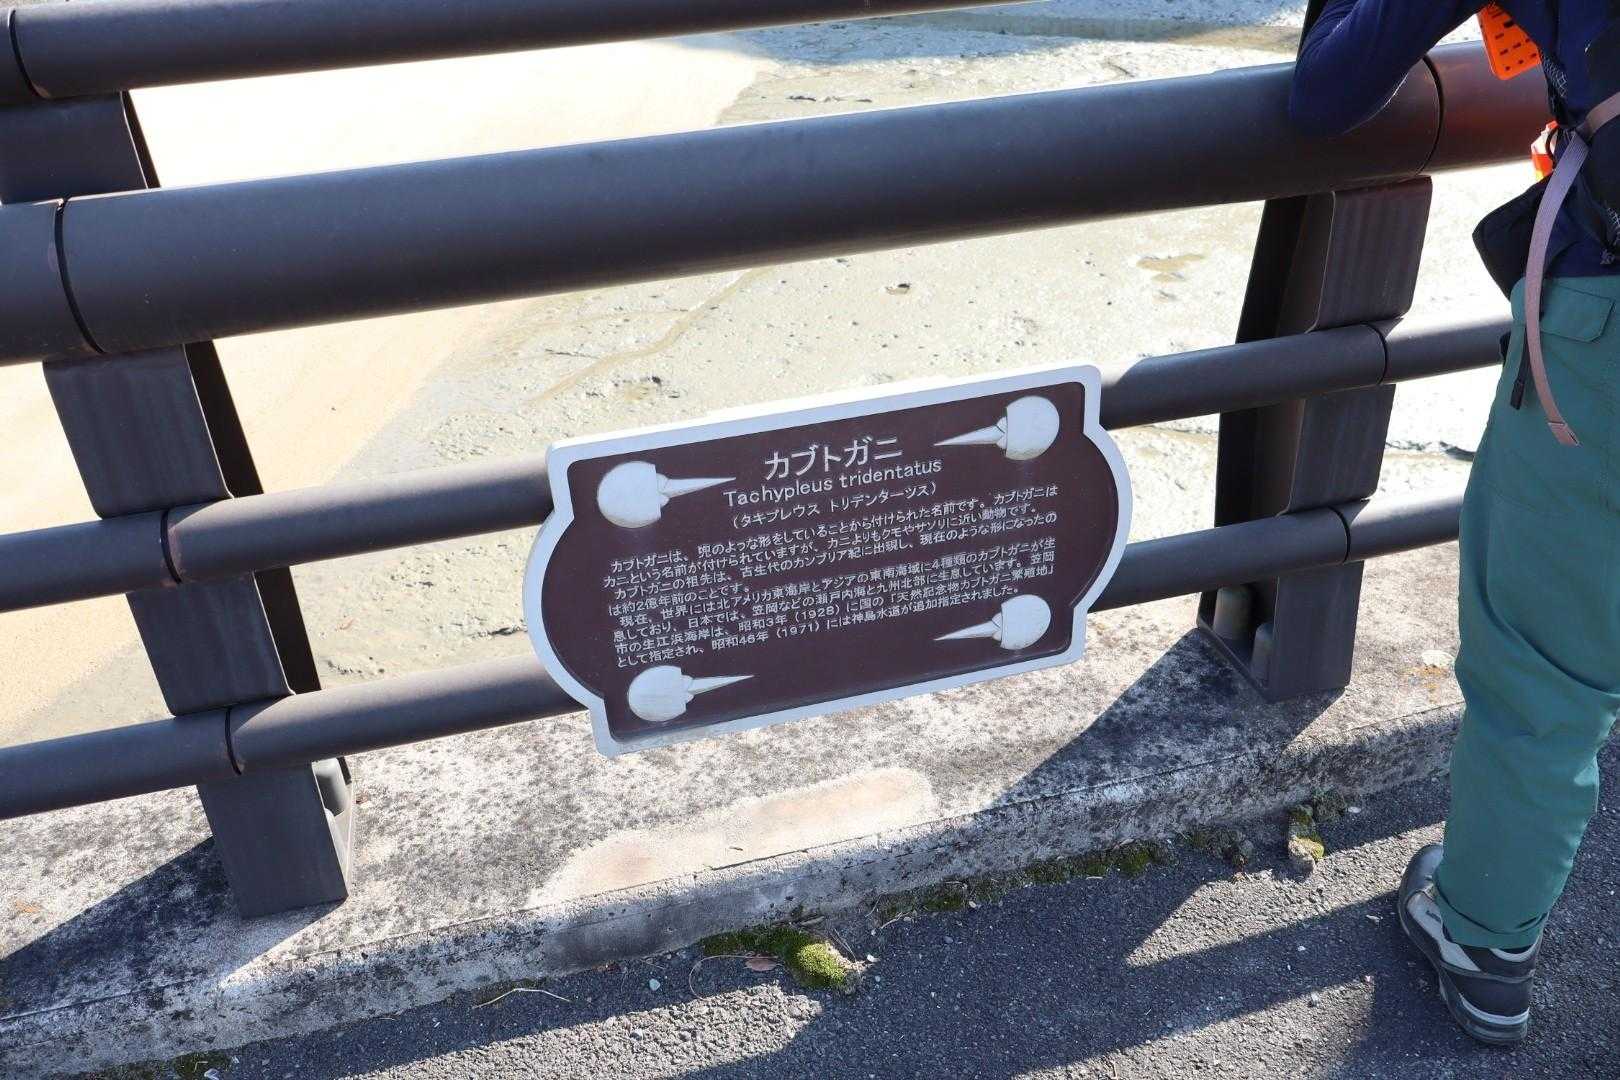 カブトガニ
Tachypleus tridentatus
（タキプレウス トリデンターツス）
カブトガニは、兜のような形をしていることから付けられた名前です。カブトガニは
カニという名前が付けられていますが、カニよりもクモやサソリに近い動物です。
カブトガニの祖先は、古生代のカンブリア紀に出現し、現在のような形になったの
は約2億年前のことです。
現在、世界には北アメリカ東海岸とアジアの東南海域に4種類のカブトガニが生
息しており、日本では、笠岡などの瀬戸内海と九州北部に生息しています。笠岡
市の生江浜海岸は、昭和3年（1928）に国の「天然記念物カブトガニ繁殖地」
として指定され、昭和46年（1971）には神島水道が追加指定されました。